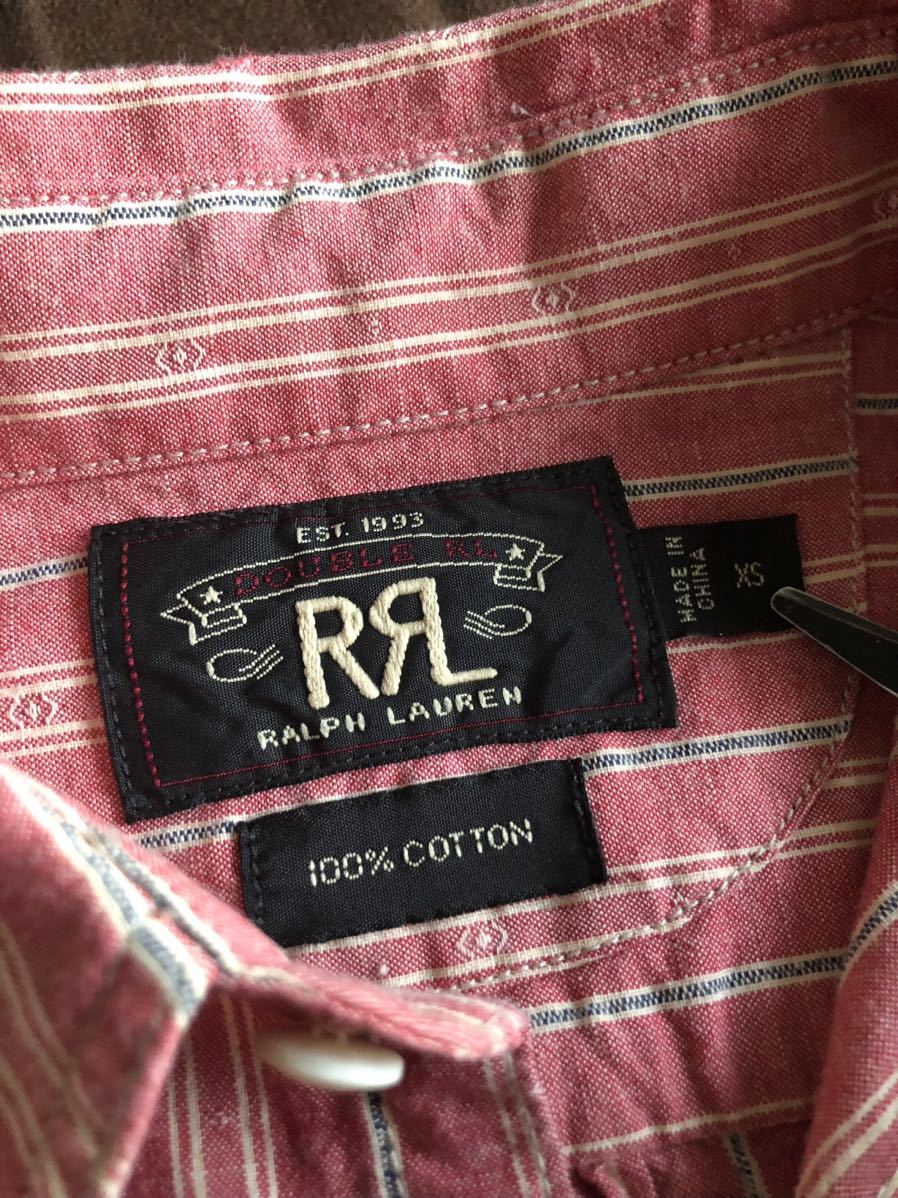 EST. 1993
DOUBLE RL
RRL
RALPH LAUREN
MADE IN
CHINA
XS
100% COTTON